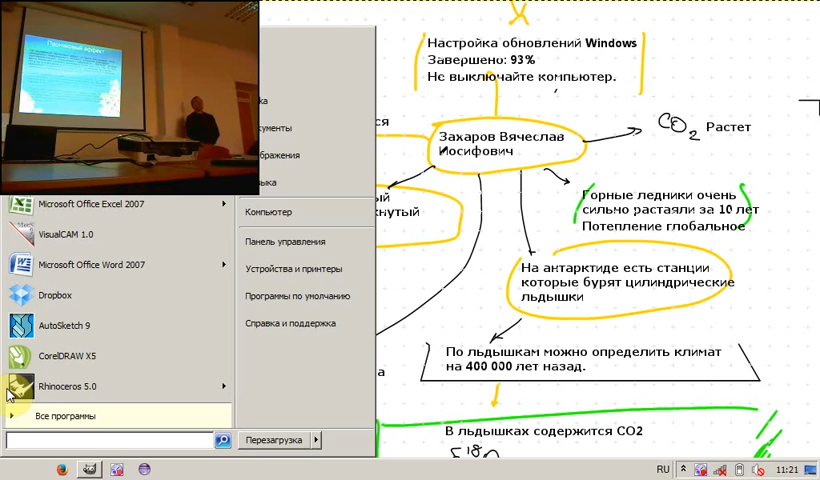 Парниковый эффект
Настройка обновлений Windows
Завершено: 93%
Не выключайте компьютер.
Захаров Вячеслав
Иосифович
CO2 Растет
Горные ледники очень
сильно растаяли за 10 лет
Потепление глобальное
На антарктиде есть станции
которые бурят цилиндрические
льдышки
По льдышкам можно определить климат
на 400 000 лет назад.
В льдышках содержится СО2
Microsoft Office Excel 2007
VisualCAM 1.0
Microsoft Office Word 2007
Dropbox
AutoSketch 9
CorelDRAW X5
Rhinoceros 5.0
Все программы
Компьютер
Панель управления
Устройства и принтеры
Программы по умолчанию
Справка и поддержка
Перезагрузка
RU
11:21